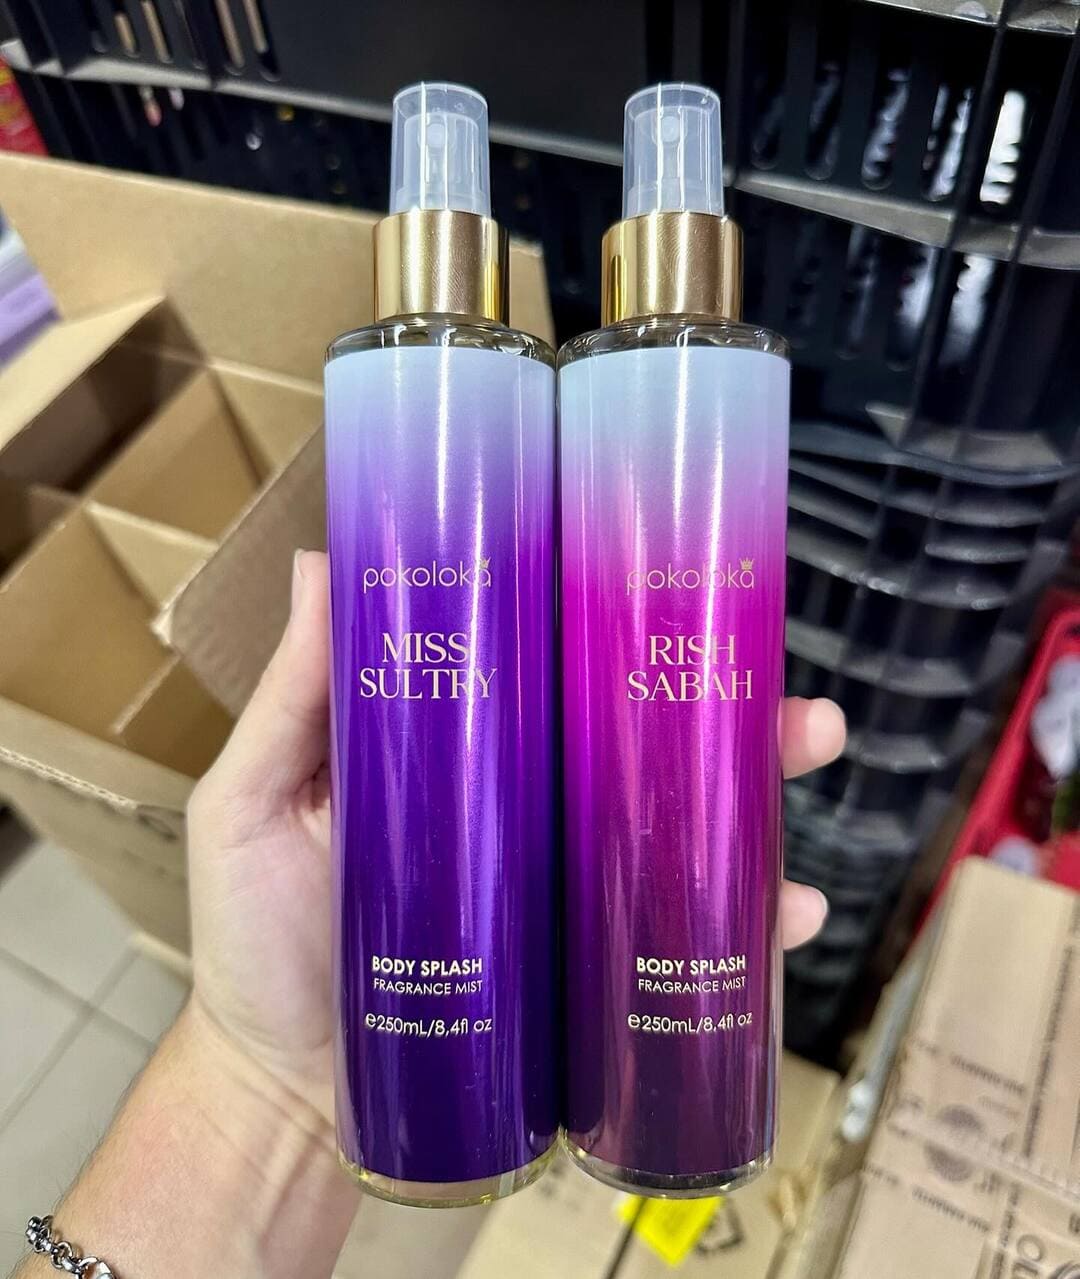 pokoloka
MISS
SULTRY
BODY SPLASH
FRAGRANCE MIST
℮250mL/8,4fl oz
pokoloka
RISH
SABAH
BODY SPLASH
FRAGRANCE MIST
℮250mL/8,4fl oz